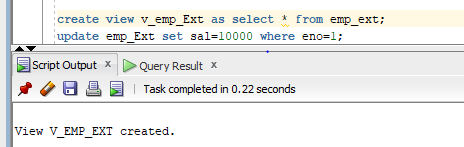 create view v_emp_Ext as select * from emp_ext;
update emp_Ext set sal=10000 where eno=1;
Script Output x Query Result x
Task completed in 0.22 seconds
View V_EMP_EXT created.